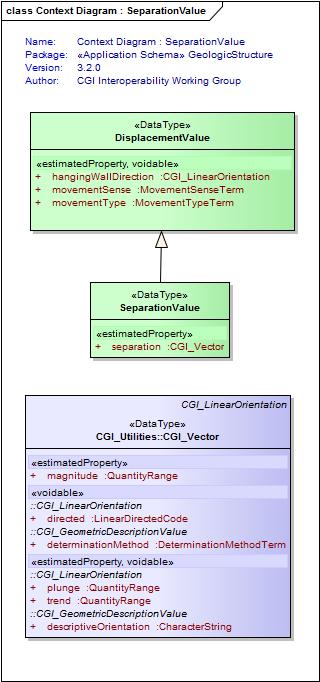 class Context Diagram : SeparationValue
Name: Context Diagram : SeparationValue
Package: «Application Schema» GeologicStructure
Version: 3.2.0
Author: CGI Interoperability Working Group
«DataType»
DisplacementValue
«estimatedProperty, voidable»
+ hangingWallDirection :CGI_LinearOrientation
+ movementSense :MovementSenseTerm
+ movementType :MovementTypeTerm
«DataType»
SeparationValue
«estimatedProperty»
+ separation :CGI_Vector
CGI_LinearOrientation
«DataType»
CGI_Utilities::CGI_Vector
«estimatedProperty»
+ magnitude :QuantityRange
«voidable»
::CGI_LinearOrientation
+ directed :LinearDirectedCode
::CGI_GeometricDescriptionValue
+ determinationMethod :DeterminationMethodTerm
«estimatedProperty, voidable»
::CGI_LinearOrientation
+ plunge :QuantityRange
+ trend :QuantityRange
::CGI_GeometricDescriptionValue
+ descriptiveOrientation :CharacterString